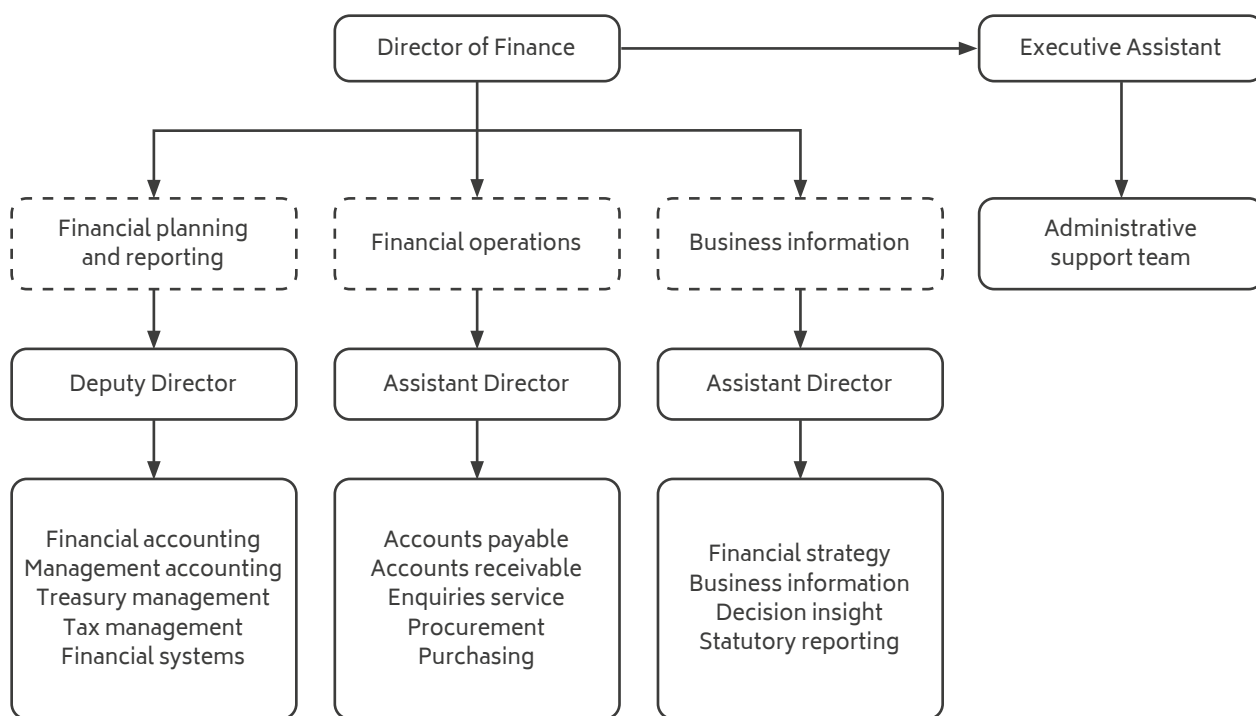 Director of Finance
Executive Assistant
Financial planning
and reporting
Financial operations
Business information
Administrative
support team
Deputy Director
Assistant Director
Assistant Director
Financial accounting
Management accounting
Treasury management
Tax management
Financial systems
Accounts payable
Accounts receivable
Enquiries service
Procurement
Purchasing
Financial strategy
Business information
Decision insight
Statutory reporting